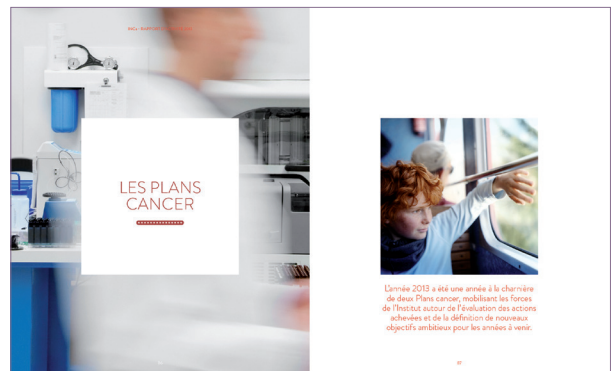 LES PLANS
CANCER
L'année 2013 a été une année à la charnière
de deux Plans cancer, mobilisant les forces
de l'Institut autour de l'évaluation des actions
achevées et de la définition de nouveaux
objectifs ambitieux pour les années à venir.